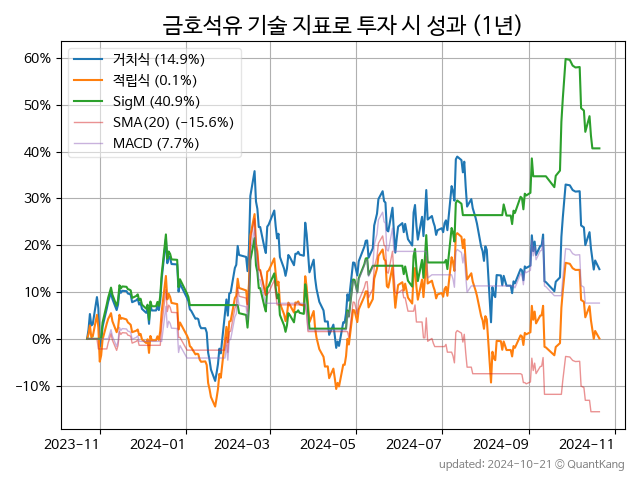 금호석유 기술 지표로 투자 시 성과 (1년)
거치식 (14.9%)
적립식 (0.1%)
SigM (40.9%)
SMA(20) (−15.6%)
MACD (7.7%)
60%
50%
40%
30%
20%
10%
0%
−10%
2023-11 2024-01 2024-03 2024-05 2024-07 2024-09 2024-11
updated: 2024-10-21 © QuantKang